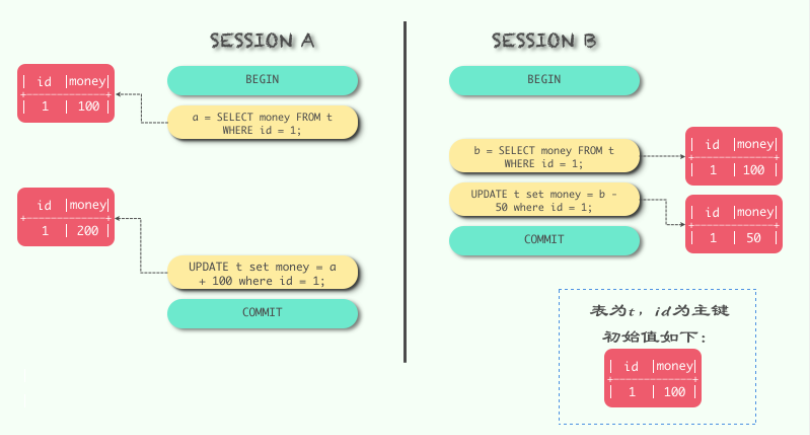 SESSION A
BEGIN
| id |money|
+--------------+
| 1 | 100 |
a = SELECT money FROM t
WHERE id = 1;
| id |money|
+--------------+
| 1 | 200 |
UPDATE t set money = a
+ 100 where id = 1;
COMMIT
SESSION B
BEGIN
b = SELECT money FROM t
WHERE id = 1;
| id |money|
+--------------+
| 1 | 100 |
UPDATE t set money = b -
50 where id = 1;
| id |money|
+--------------+
| 1 | 50 |
COMMIT
表为t，id为主键
初始值如下：
| id |money|
+--------------+
| 1 | 100 |